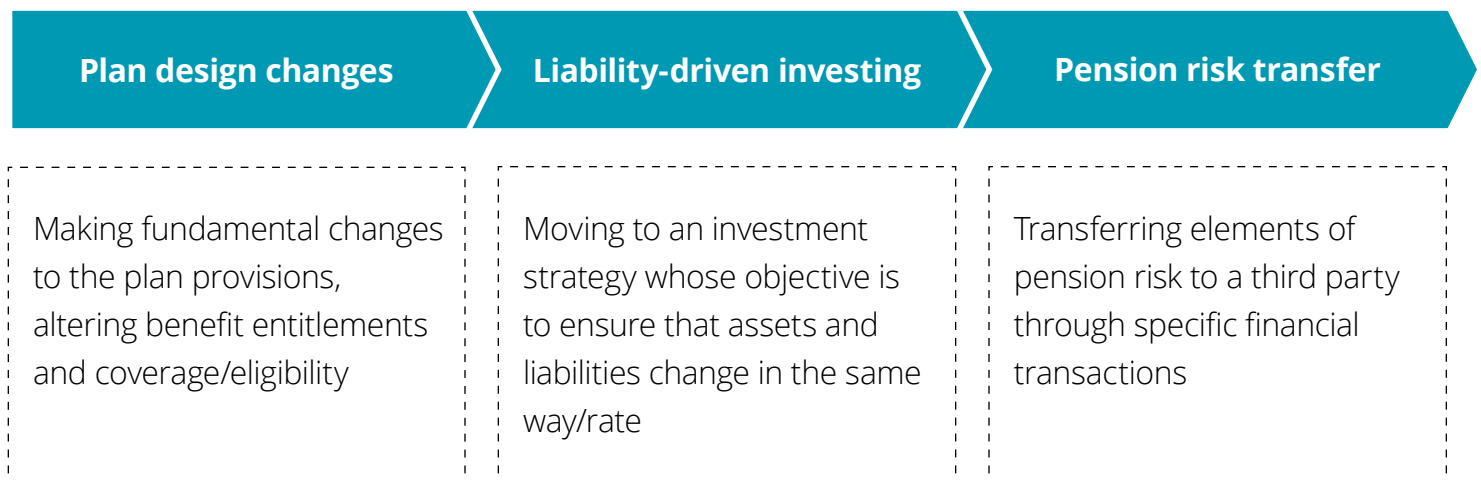 Plan design changes
Liability-driven investing
Pension risk transfer
Making fundamental changes
to the plan provisions,
altering benefit entitlements
and coverage/eligibility
Moving to an investment
strategy whose objective is
to ensure that assets and
liabilities change in the same
way/rate
Transferring elements of
pension risk to a third party
through specific financial
transactions